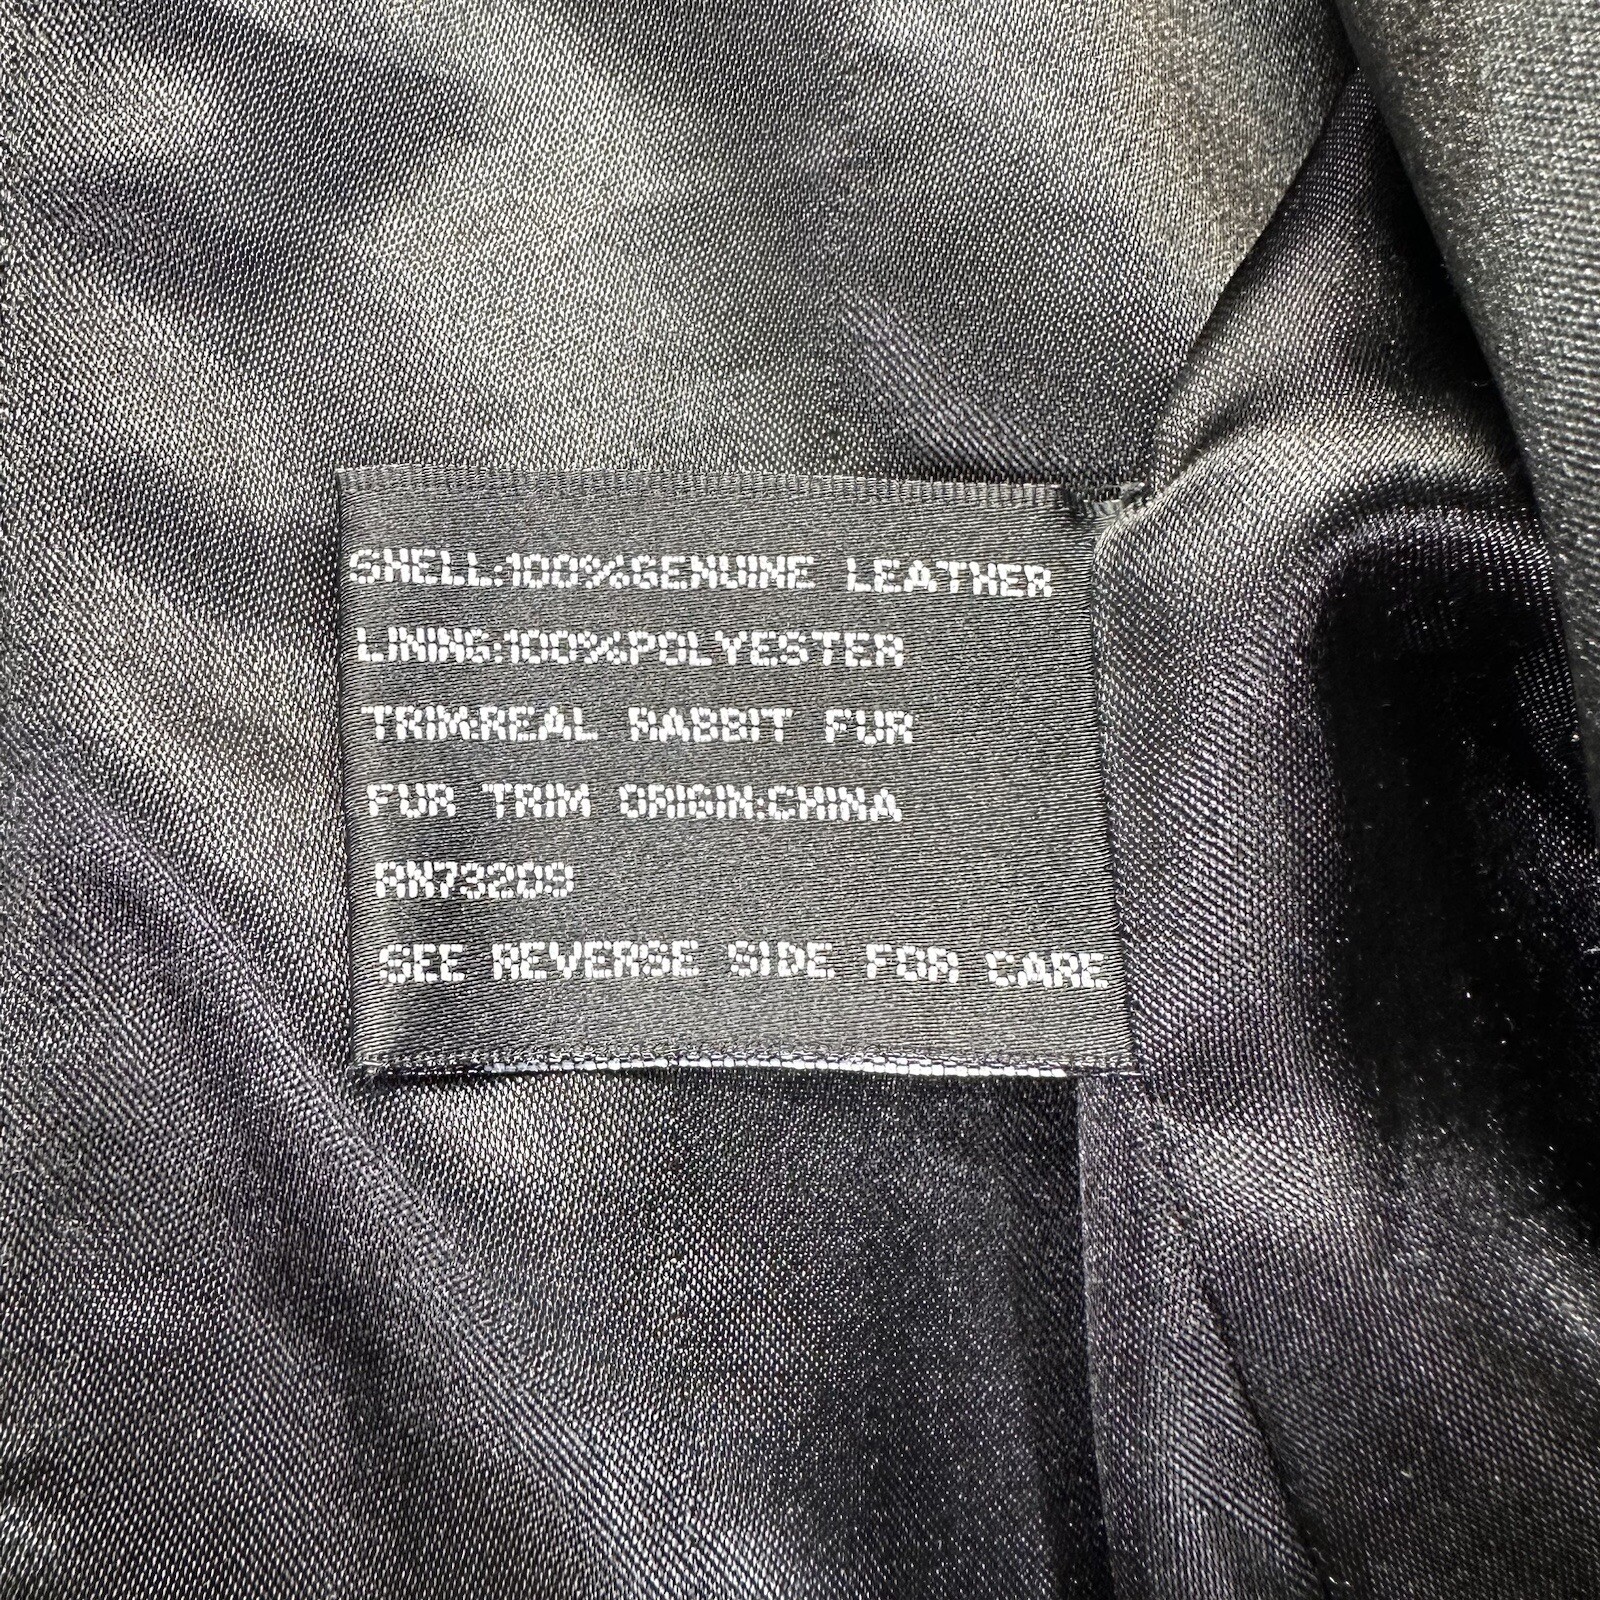 SHELL:100%GENUINE LEATHER
LINING:100%POLYESTER
TRIM:REAL RABBIT FUR
FUR TRIM ORIGIN:CHINA
RN73209
SEE REVERSE SIDE FOR CARE